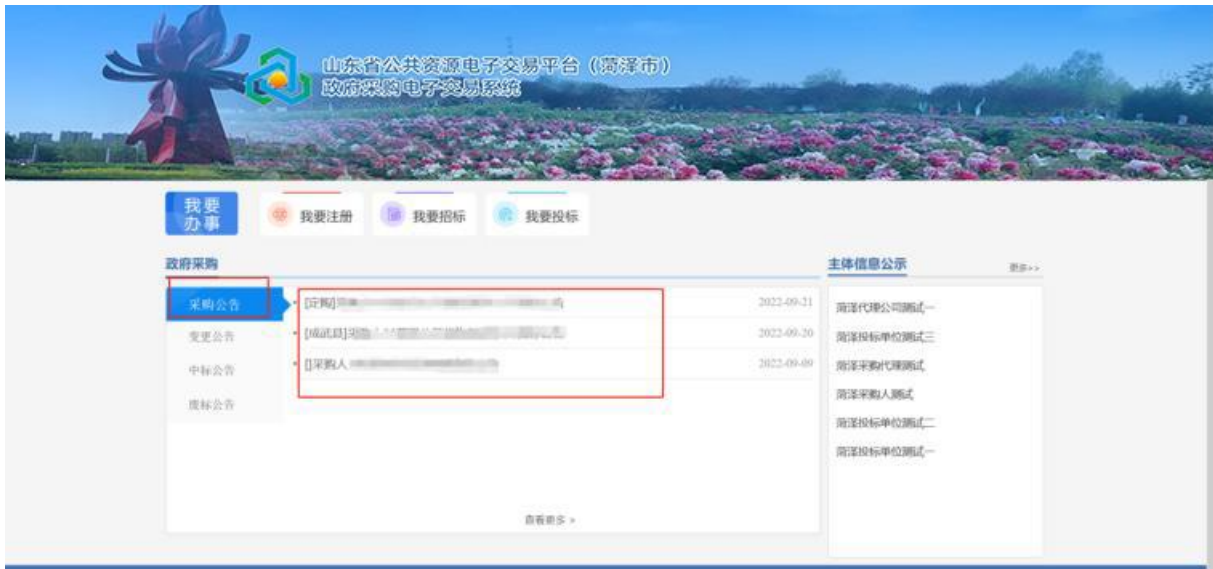 山东省公共资源电子交易平台（菏泽市）
政府采购电子交易系统
我要
办事
我要注册
我要招标
我要投标
政府采购
采购公告
变更公告
中标公告
废标公告
[定陶]
2022-09-21
[成武县]采购
2022-09-20
[]采购人
2022-09-09
查看更多 >
主体信息公示
更多>>
菏泽代理公司测试一
菏泽投标单位测试三
菏泽采购代理测试
菏泽采购人测试
菏泽投标单位测试二
菏泽投标单位测试一